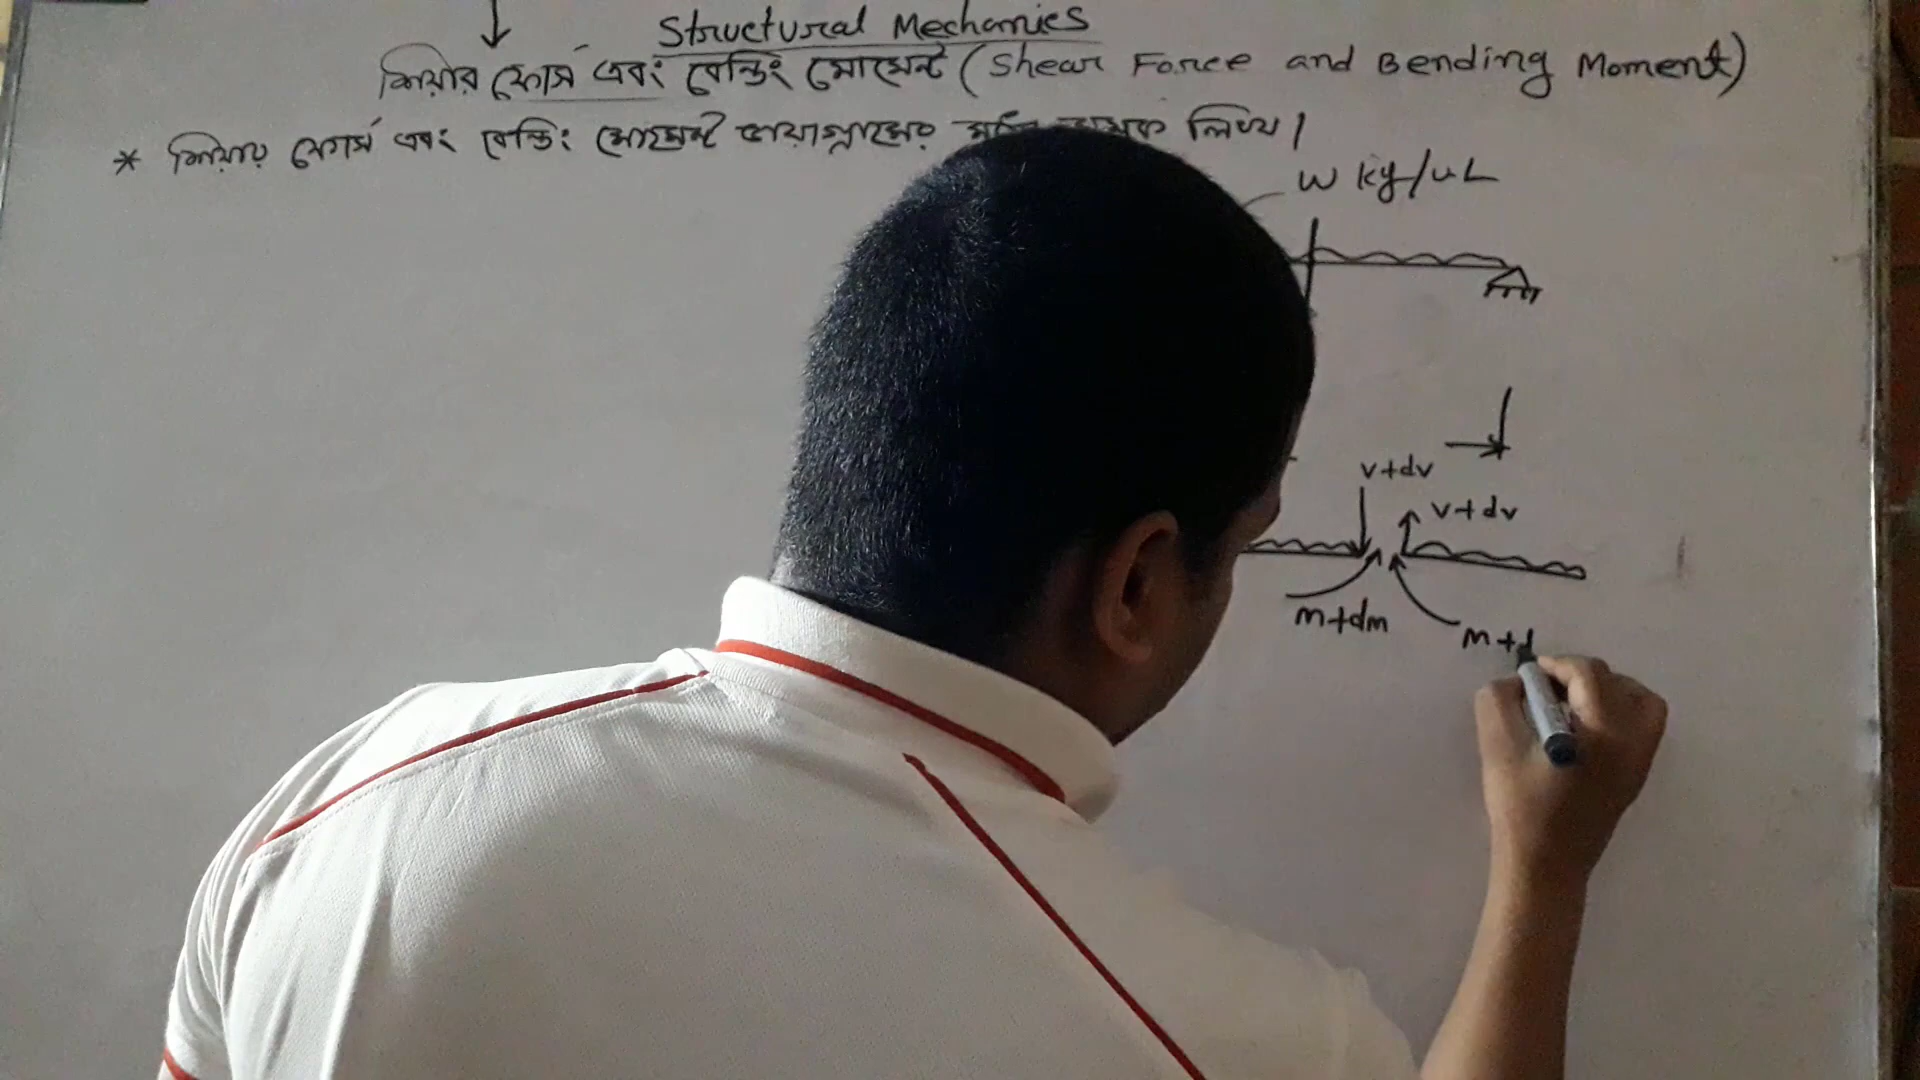 Structural Mechanics
শিয়ার ফোর্স এবং বেন্ডিং মোমেন্ট (Shear Force and Bending Moment)
* শিয়ার ফোর্স এবং বেন্ডিং মোমেন্ট ডায়াগ্রামের লিখ।
W kg/uL
V+dv
V+dv
m+dm
m+d